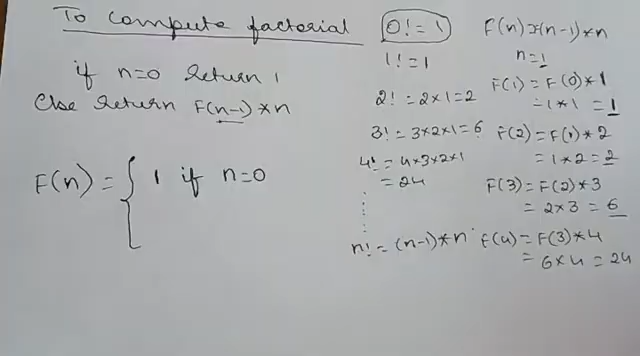 To compute factorial
if n=0 return 1
Else return F(n-1)*n
F(n) = { 1 if n=0
0! = 1
1! = 1
2! = 2×1=2
3! = 3×2×1=6
4! = 4×3×2×1
= 24
n! = (n-1)*n
F(n)=(n-1)*n
n=1
F(1) = F(0)*1
= 1*1 = 1
F(2) = F(1)*2
= 1×2 = 2
F(3) = F(2)*3
= 2×3 = 6
F(4) = F(3)*4
= 6×4 = 24